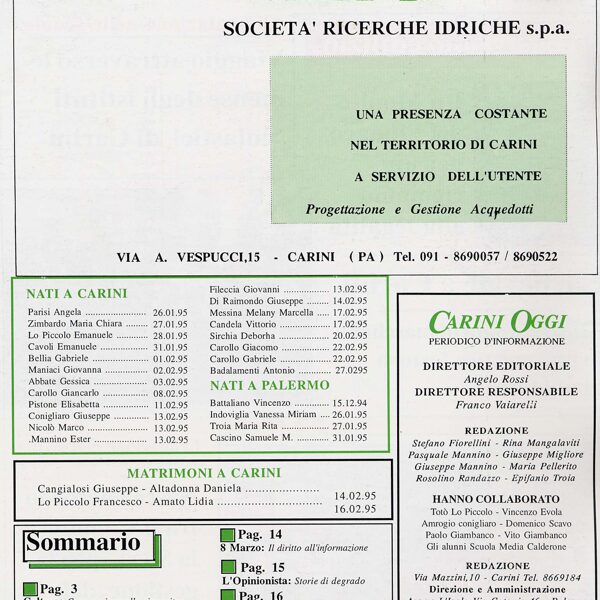 SOCIETA' RICERCHE IDRICHE s.p.a.
UNA PRESENZA COSTANTE
NEL TERRITORIO DI CARINI
A SERVIZIO DELL'UTENTE
Progettazione e Gestione Acquedotti
VIA A. VESPUCCI,15 - CARINI ( PA ) Tel. 091 - 8690057 / 8690522
NATI A CARINI
Parisi Angela .................... 26.01.95
Zimbardo Maria Chiara ........ 27.01.95
Lo Piccolo Emanuele ........... 28.01.95
Cavoli Emanuele ................. 31.01.95
Bellia Gabriele .................... 01.02.95
Maniaci Giovanna ............... 02.02.95
Abbate Gessica ................... 03.02.95
Carollo Giancarlo ................ 08.02.95
Pistone Elisabetta ................ 11.02.95
Conigliaro Giuseppe ............ 13.02.95
Nicolò Marco ..................... 13.02.95
.Mannino Ester .................. 13.02.95
Fileccia Giovanni ................ 13.02.95
Di Raimondo Giuseppe ......... 14.02.95
Messina Melany Marcella ...... 17.02.95
Candela Vittorio ................. 17.02.95
Sirchia Deborha .................. 20.02.95
Carollo Giacomo ................. 22.02.95
Carollo Gabriele ................. 22.02.95
Badalamenti Antonio ............ 27.0295
NATI A PALERMO
Battaliano Vincenzo ............ 15.12.94
Indoviglia Vanessa Miriam .... 26.01.95
Troia Maria Rita ................. 27.01.95
Cascino Samuele M. ............ 31.01.95
MATRIMONI A CARINI
Cangialosi Giuseppe - Altadonna Daniela .................... 14.02.95
Lo Piccolo Francesco - Amato Lidia .......................... 16.02.95
Sommario
Pag. 3
Pag. 14
8 Marzo: Il diritto all'informazione
Pag. 15
L'Opinionista: Storie di degrado
Pag. 16
CARINI OGGI
PERIODICO D'INFORMAZIONE
DIRETTORE EDITORIALE
Angelo Rossi
DIRETTORE RESPONSABILE
Franco Vaiarelli
REDAZIONE
Stefano Fiorellini - Rina Mangalaviti
Pasquale Mannino - Giuseppe Migliore
Giuseppe Mannino - Maria Pellerito
Rosolino Randazzo - Epifanio Troia
HANNO COLLABORATO
Totò Lo Piccolo - Vincenzo Evola
Amrogio conigliaro - Domenico Scavo
Paolo Giambanco - Vito Giambanco
Gli alunni Scuola Media Calderone
REDAZIONE
Via Mazzini,10 - Carini Tel. 8669184
Direzione e Amministrazione